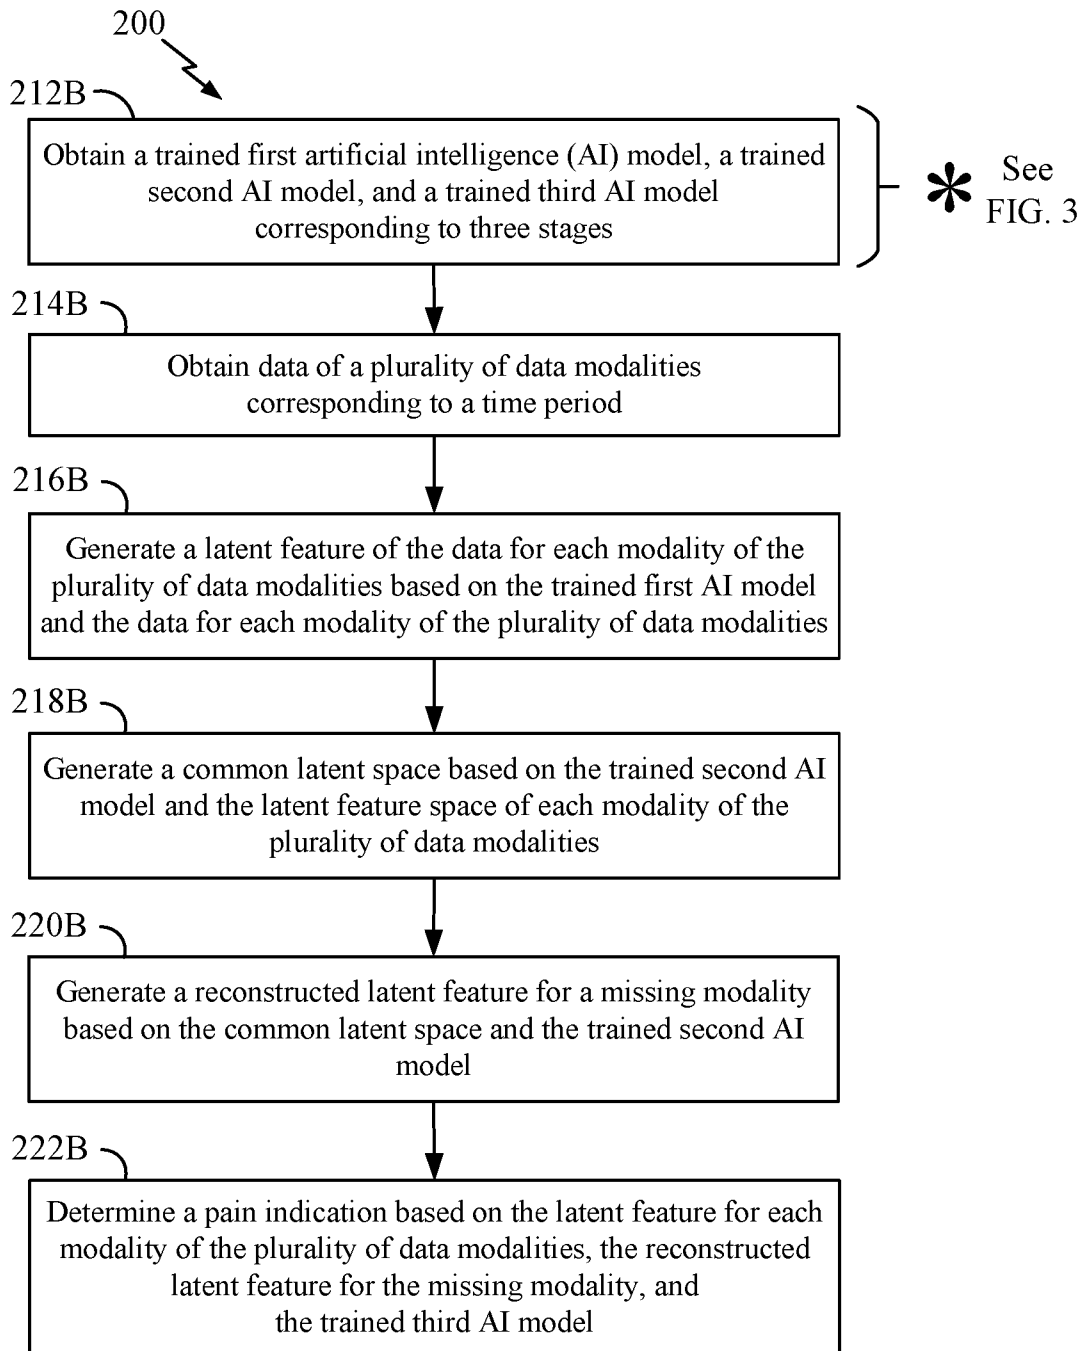 200
212B
Obtain a trained first artificial intelligence (AI) model, a trained
second AI model, and a trained third AI model
corresponding to three stages
* See
FIG. 3
214B
Obtain data of a plurality of data modalities
corresponding to a time period
216B
Generate a latent feature of the data for each modality of the
plurality of data modalities based on the trained first AI model
and the data for each modality of the plurality of data modalities
218B
Generate a common latent space based on the trained second AI
model and the latent feature space of each modality of the
plurality of data modalities
220B
Generate a reconstructed latent feature for a missing modality
based on the common latent space and the trained second AI
model
222B
Determine a pain indication based on the latent feature for each
modality of the plurality of data modalities, the reconstructed
latent feature for the missing modality, and
the trained third AI model